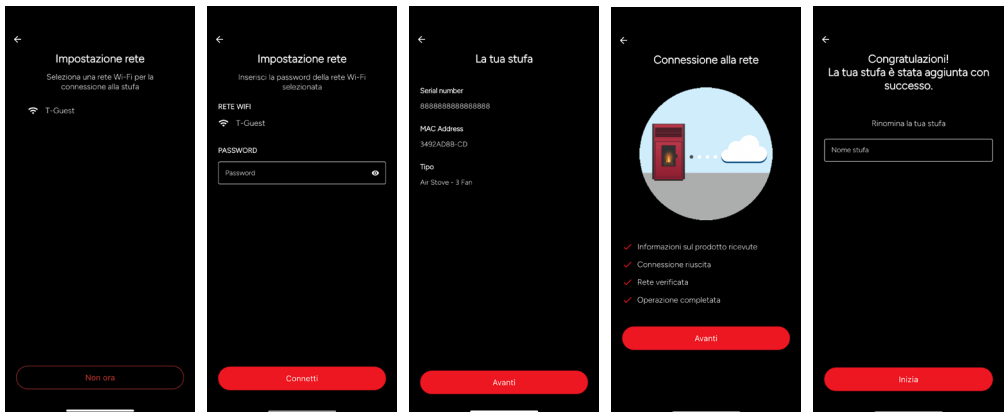 Impostazione rete
Seleziona una rete Wi-Fi per la
connessione alla stufa
T-Guest
Non ora
Impostazione rete
Inserisci la password della rete Wi-Fi
selezionata
RETE WIFI
T-Guest
PASSWORD
Password
Connetti
La tua stufa
Serial number
8888888888888888
MAC Address
3492AD8B-CD
Tipo
Air Stove - 3 Fan
Avanti
Connessione alla rete
Informazioni sul prodotto ricevute
Connessione riuscita
Rete verificata
Operazione completata
Avanti
Congratulazioni!
La tua stufa è stata aggiunta con
successo.
Rinomina la tua stufa
Nome stufa
Inizia